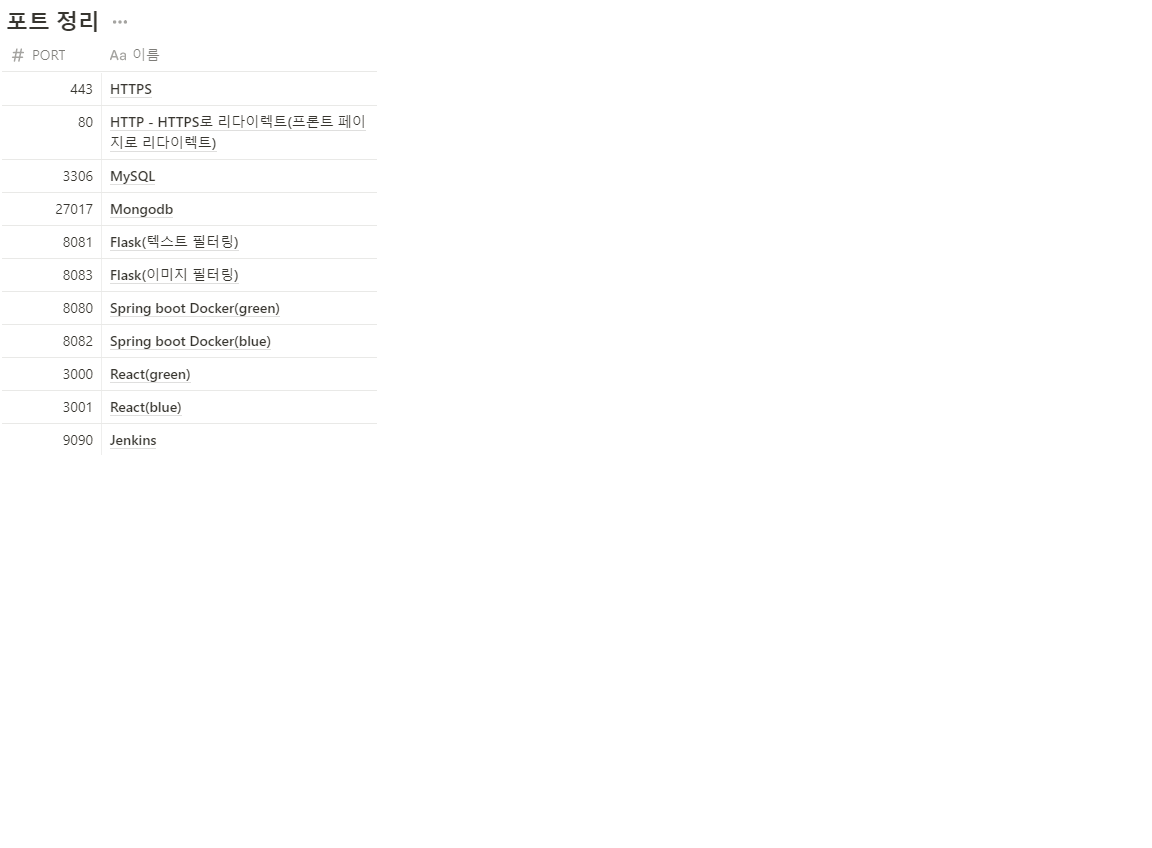 포트 정리 ...
# PORT Aa 이름
443 HTTPS
80 HTTP - HTTPS로 리다이렉트(프론트 페이
지로 리다이렉트)
3306 MySQL
27017 Mongodb
8081 Flask(텍스트 필터링)
8083 Flask(이미지 필터링)
8080 Spring boot Docker(green)
8082 Spring boot Docker(blue)
3000 React(green)
3001 React(blue)
9090 Jenkins